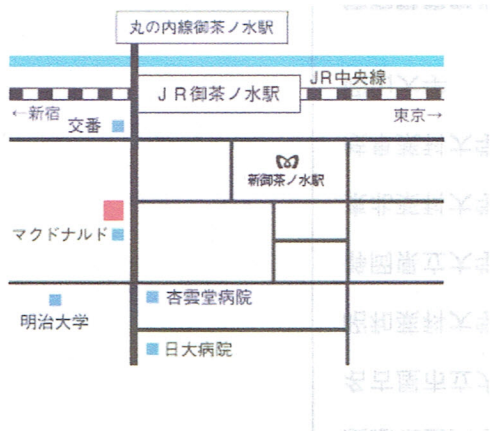 丸の内線御茶ノ水駅
JR中央線
JR御茶ノ水駅
←新宿
東京→
交番
新御茶ノ水駅
マクドナルド
杏雲堂病院
明治大学
日大病院